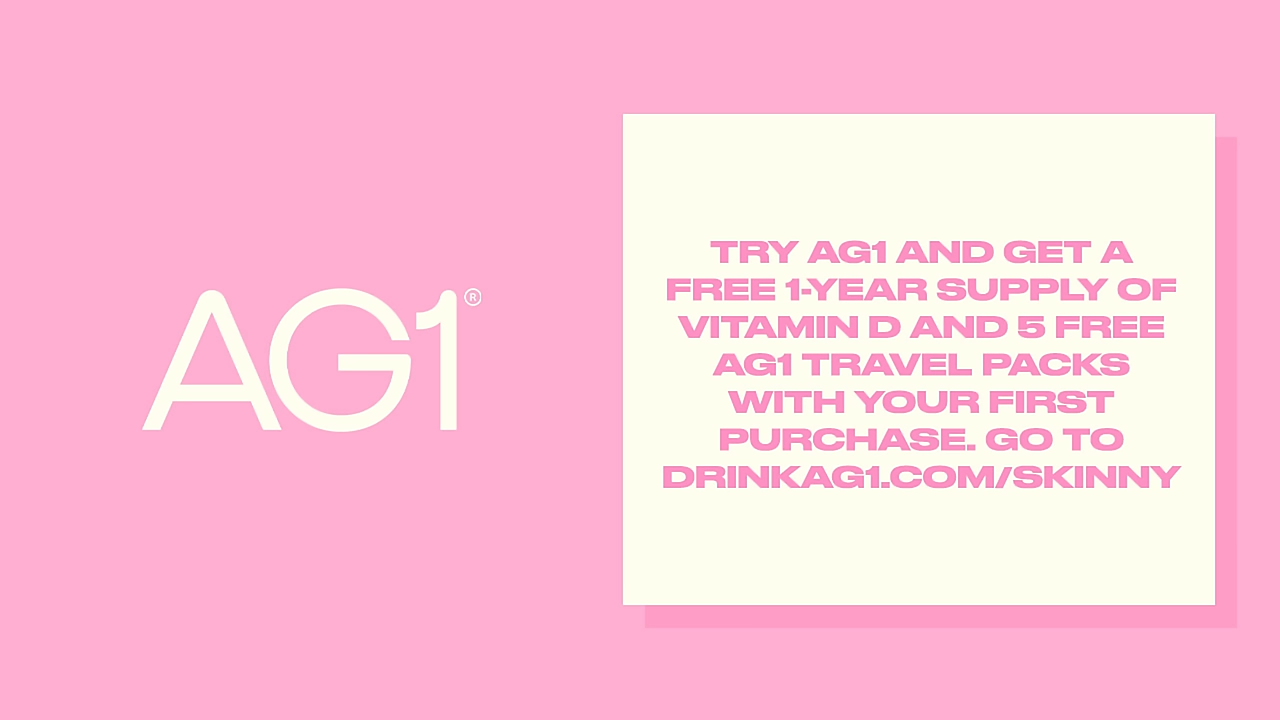 AG1®
TRY AG1 AND GET A
FREE 1-YEAR SUPPLY OF
VITAMIN D AND 5 FREE
AG1 TRAVEL PACKS
WITH YOUR FIRST
PURCHASE. GO TO
DRINKAG1.COM/SKINNY